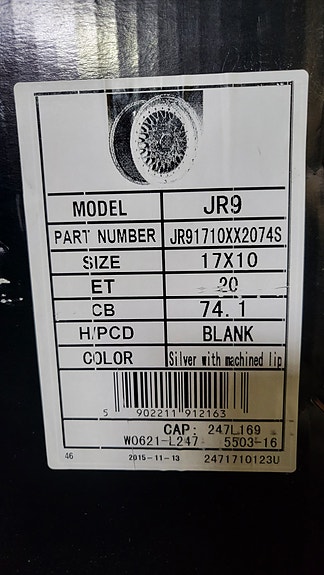 MODEL JR9
PART NUMBER JR91710XX2074S
SIZE 17X10
ET 20
CB 74.1
H/PCD BLANK
COLOR Silver with machined lip
5 902211 912163
CAP: 247L169
W0621-L247 5503-16
46 2015-11-13 2471710123U